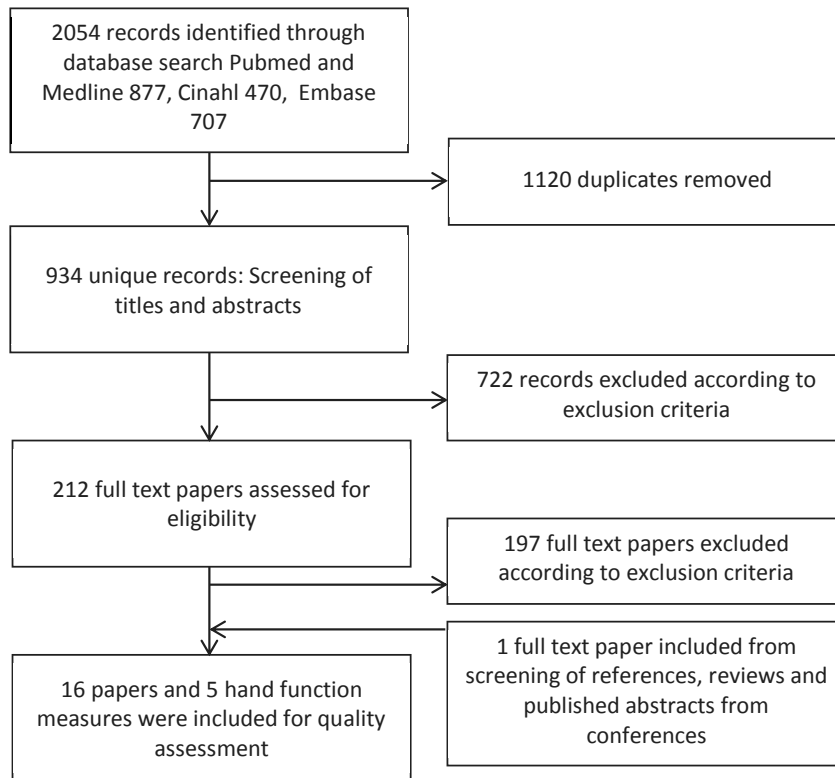 2054 records identified through
database search Pubmed and
Medline 877, Cinahl 470,  Embase
707
1120 duplicates removed
934 unique records: Screening of
titles and abstracts
722 records excluded according to
exclusion criteria
212 full text papers assessed for
eligibility
197 full text papers excluded
according to exclusion criteria
1 full text paper included from
screening of references, reviews and
published abstracts from
conferences
16 papers and 5 hand function
measures were included for quality
assessment